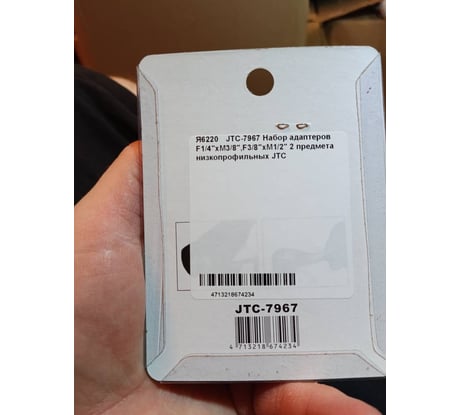 Я6220 JTC-7967 Набор адаптеров
F1/4"xM3/8",F3/8"xM1/2" 2 предмета
низкопрофильных JTC
4713218674234
JTC-7967
4 713218 674234